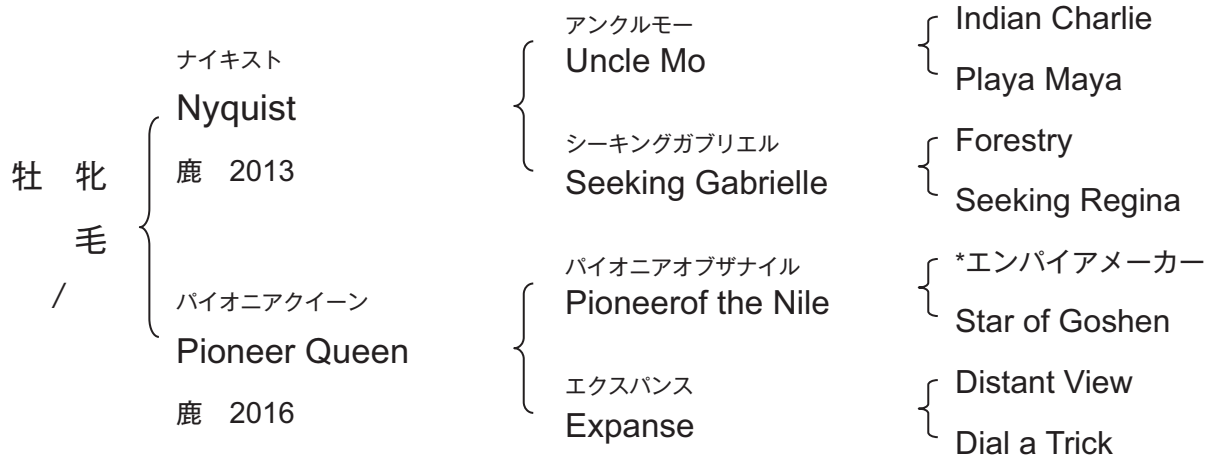 牡 牝
毛
/
ナイキスト
Nyquist
鹿 2013
パイオニアクイーン
Pioneer Queen
鹿 2016
アンクルモー
Uncle Mo
シーキングガブリエル
Seeking Gabrielle
パイオニアオブザナイル
Pioneerof the Nile
エクスパンス
Expanse
Indian Charlie
Playa Maya
Forestry
Seeking Regina
*エンパイアメーカー
Star of Goshen
Distant View
Dial a Trick